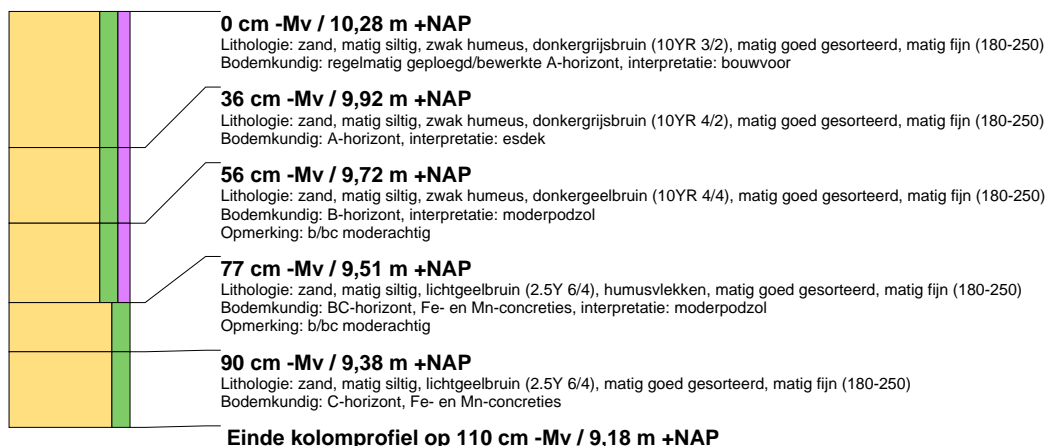 0 cm -Mv / 10,28 m +NAP
Lithologie: zand, matig siltig, zwak humeus, donkergrijsbruin (10YR 3/2), matig goed gesorteerd, matig fijn (180-250)
Bodemkundig: regelmatig geploegd/bewerkte A-horizont, interpretatie: bouwvoor
36 cm -Mv / 9,92 m +NAP
Lithologie: zand, matig siltig, zwak humeus, donkergrijsbruin (10YR 4/2), matig goed gesorteerd, matig fijn (180-250)
Bodemkundig: A-horizont, interpretatie: esdek
56 cm -Mv / 9,72 m +NAP
Lithologie: zand, matig siltig, zwak humeus, donkergeelbruin (10YR 4/4), matig goed gesorteerd, matig fijn (180-250)
Bodemkundig: B-horizont, interpretatie: moderpodzol
Opmerking: b/bc moderachtig
77 cm -Mv / 9,51 m +NAP
Lithologie: zand, matig siltig, lichtgeelbruin (2.5Y 6/4), humusvlekken, matig goed gesorteerd, matig fijn (180-250)
Bodemkundig: BC-horizont, Fe- en Mn-concreties, interpretatie: moderpodzol
Opmerking: b/bc moderachtig
90 cm -Mv / 9,38 m +NAP
Lithologie: zand, matig siltig, lichtgeelbruin (2.5Y 6/4), matig goed gesorteerd, matig fijn (180-250)
Bodemkundig: C-horizont, Fe- en Mn-concreties
Einde kolomprofiel op 110 cm -Mv / 9,18 m +NAP